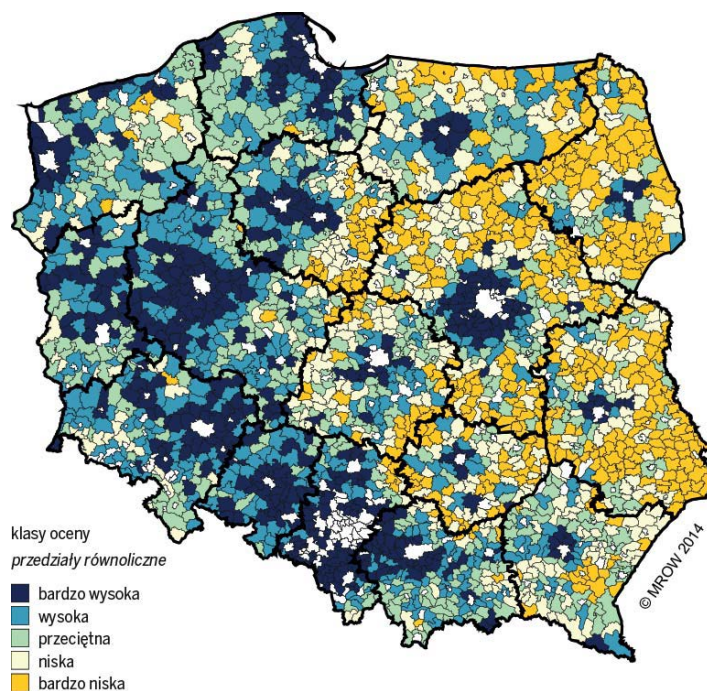 klasy oceny
przedziały równoliczne
bardzo wysoka
wysoka
przeciętna
niska
bardzo niska
© MROW 2014